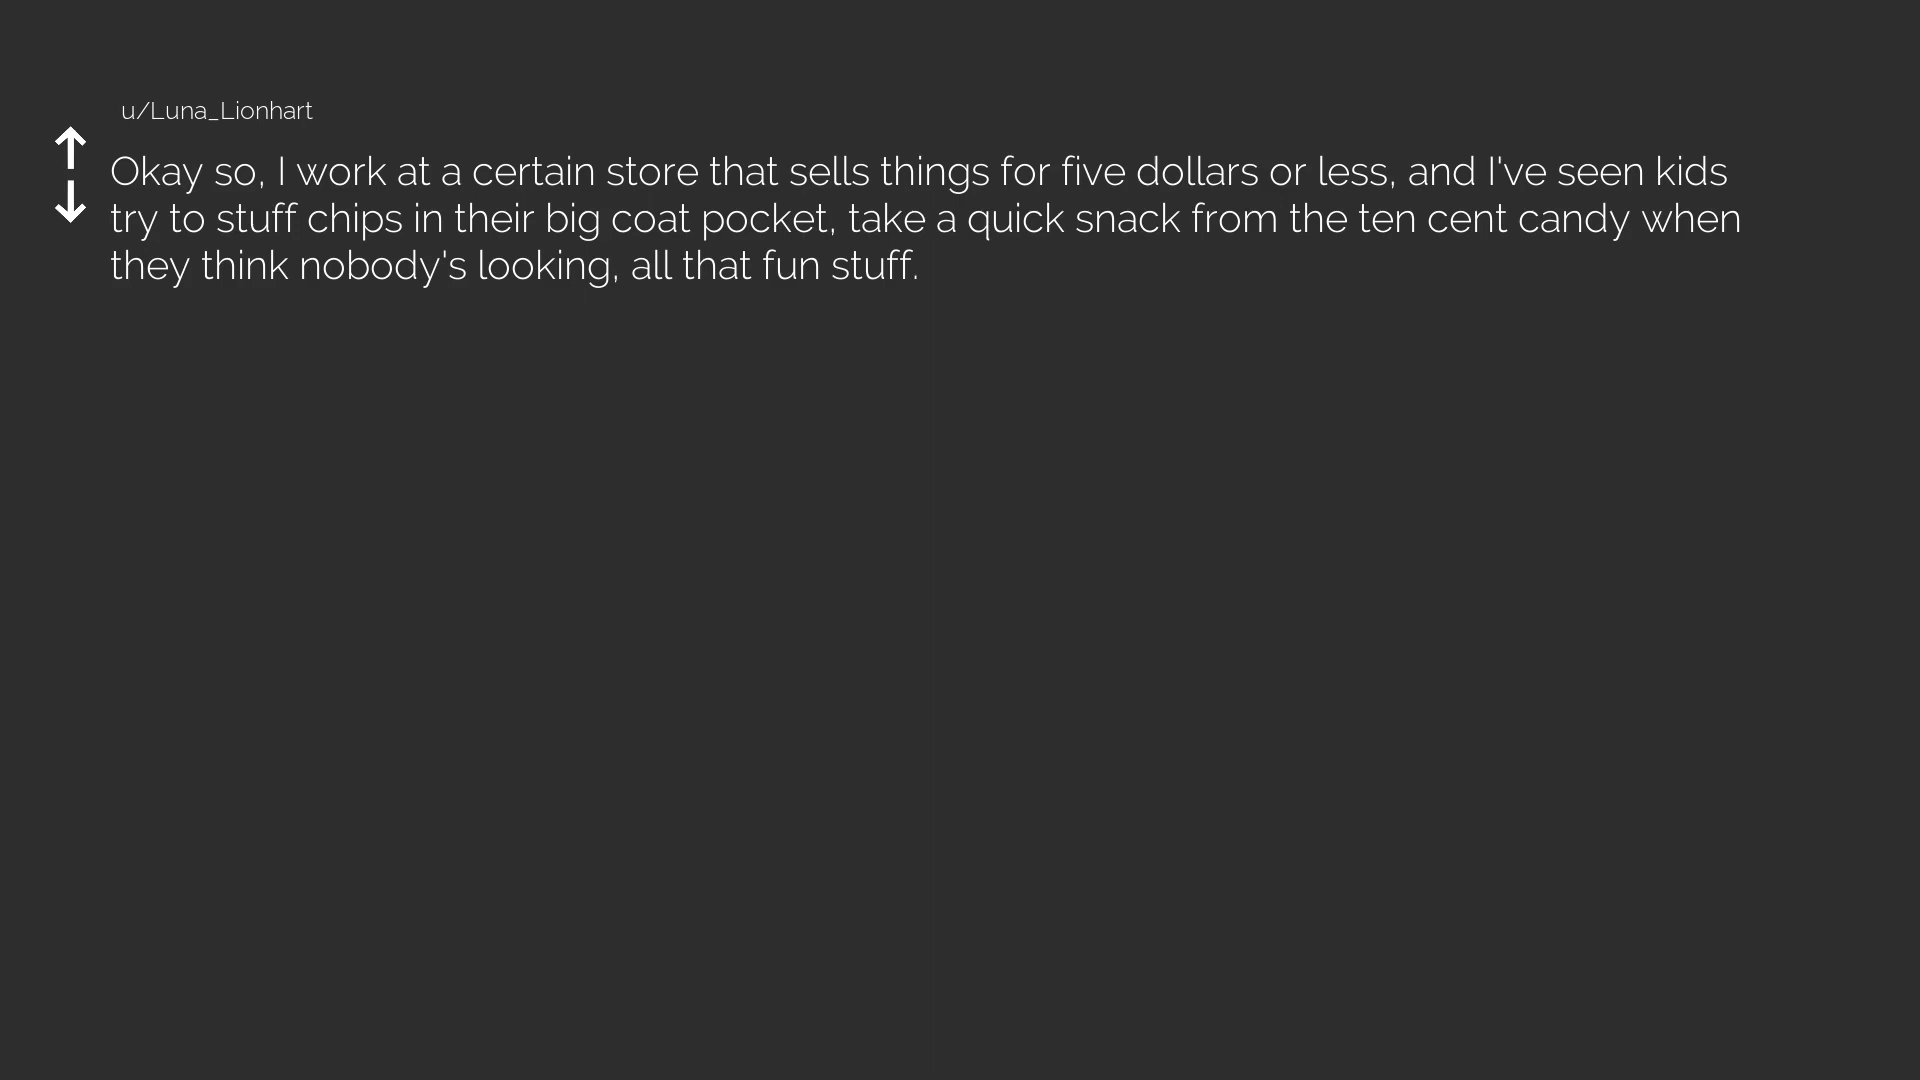 u/Luna_Lionhart
Okay so, I work at a certain store that sells things for five dollars or less, and I've seen kids
try to stuff chips in their big coat pocket, take a quick snack from the ten cent candy when
they think nobody's looking, all that fun stuff.